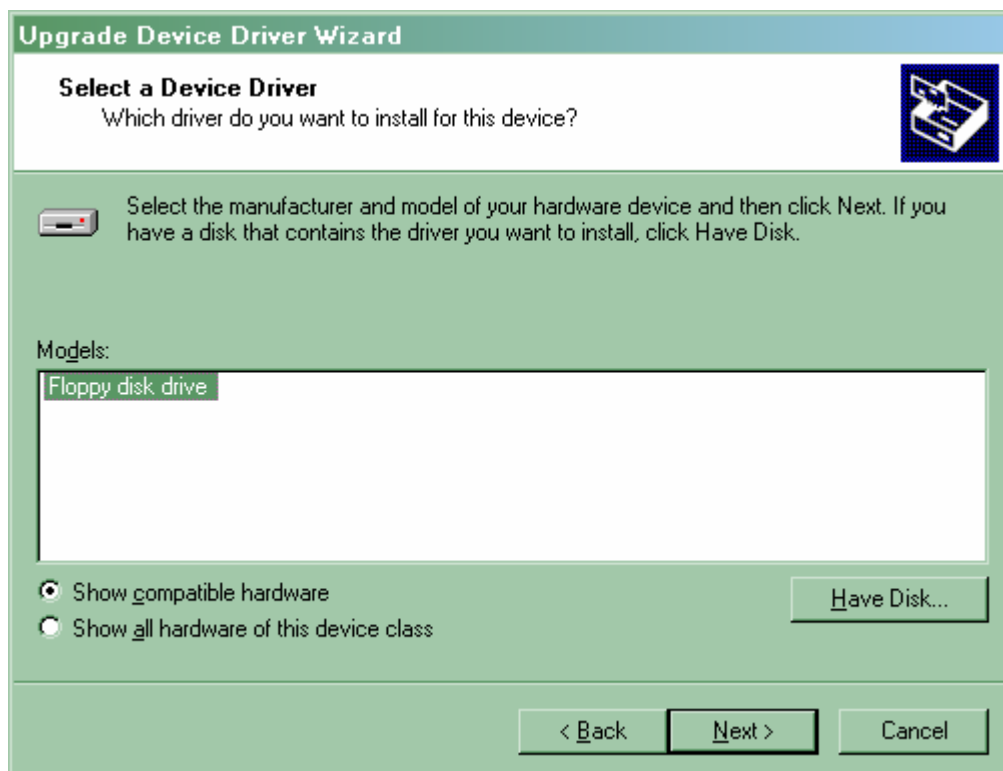 Upgrade Device Driver Wizard
Select a Device Driver
Which driver do you want to install for this device?
Select the manufacturer and model of your hardware device and then click Next. If you
have a disk that contains the driver you want to install, click Have Disk.
Models:
Floppy disk drive
Show compatible hardware
Have Disk...
Show all hardware of this device class
< Back
Next >
Cancel